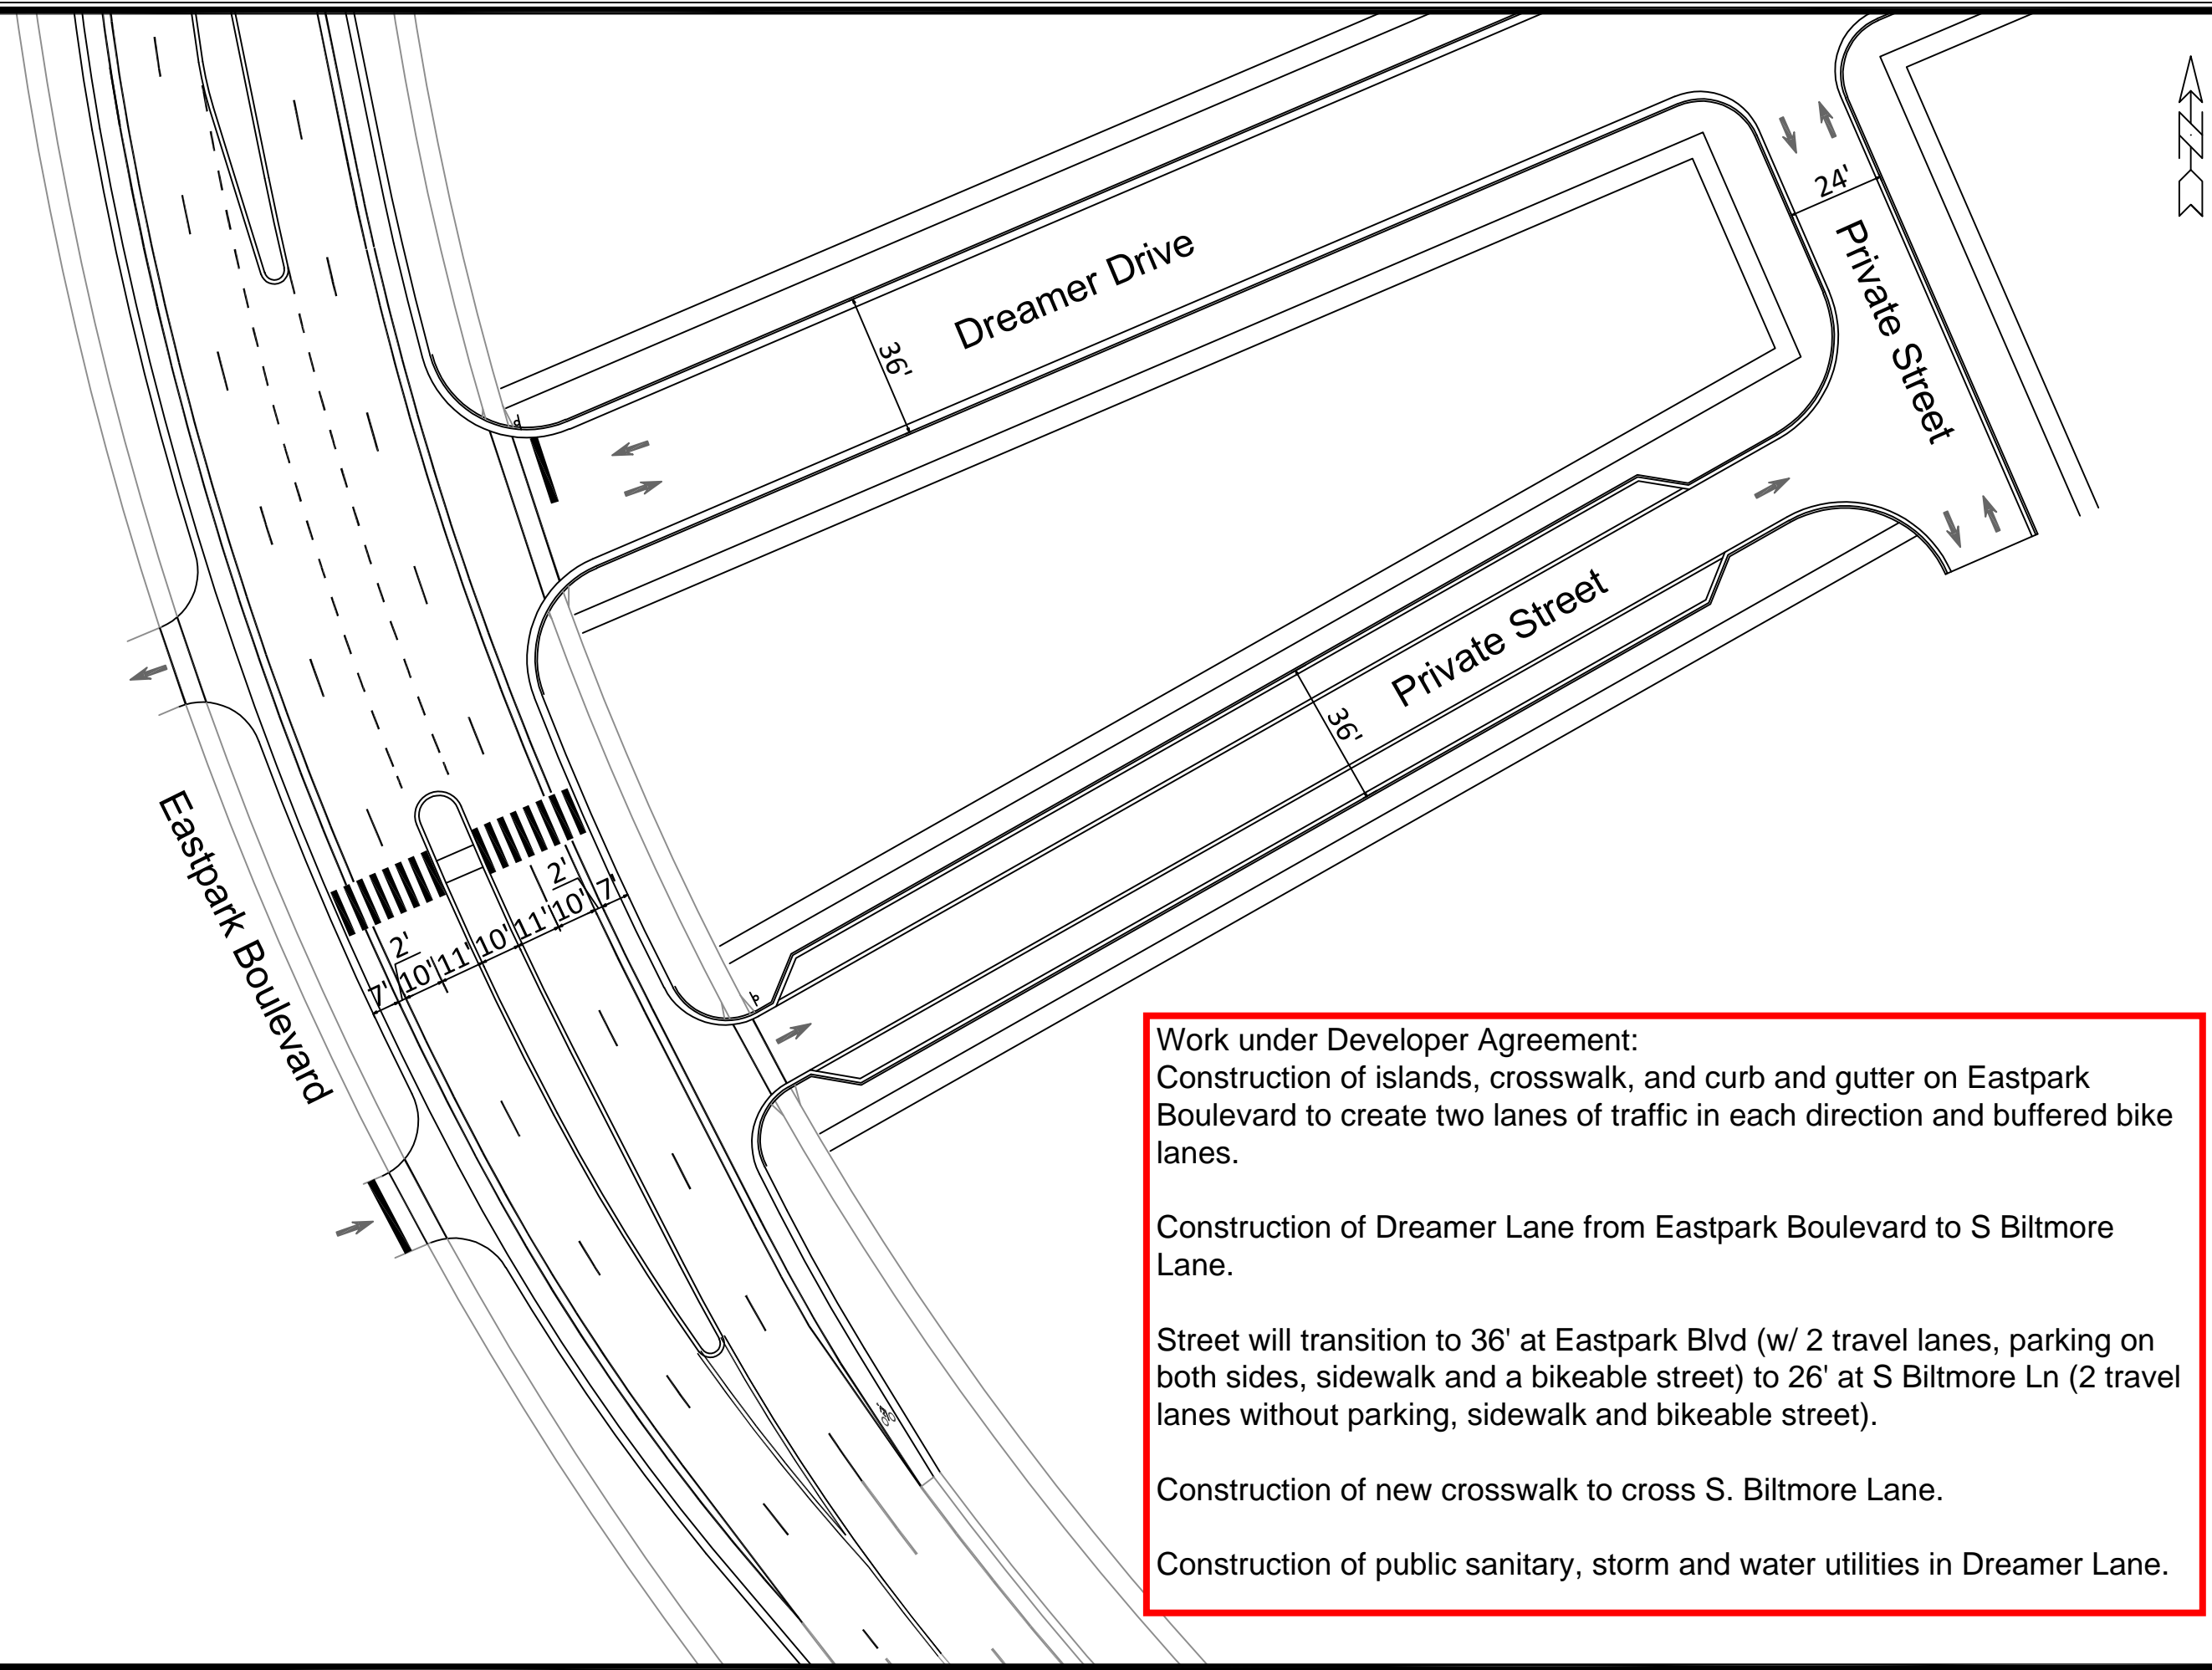 Dreamer Drive
36'
24'
Private Street
Private Street
36'
Eastpark Boulevard
2'
7'
10'
11'
10'
11'
10'
7'
2'
N
Work under Developer Agreement:
Construction of islands, crosswalk, and curb and gutter on Eastpark
Boulevard to create two lanes of traffic in each direction and buffered bike
lanes.
Construction of Dreamer Lane from Eastpark Boulevard to S Biltmore
Lane.
Street will transition to 36' at Eastpark Blvd (w/ 2 travel lanes, parking on
both sides, sidewalk and a bikeable street) to 26' at S Biltmore Ln (2 travel
lanes without parking, sidewalk and bikeable street).
Construction of new crosswalk to cross S. Biltmore Lane.
Construction of public sanitary, storm and water utilities in Dreamer Lane.